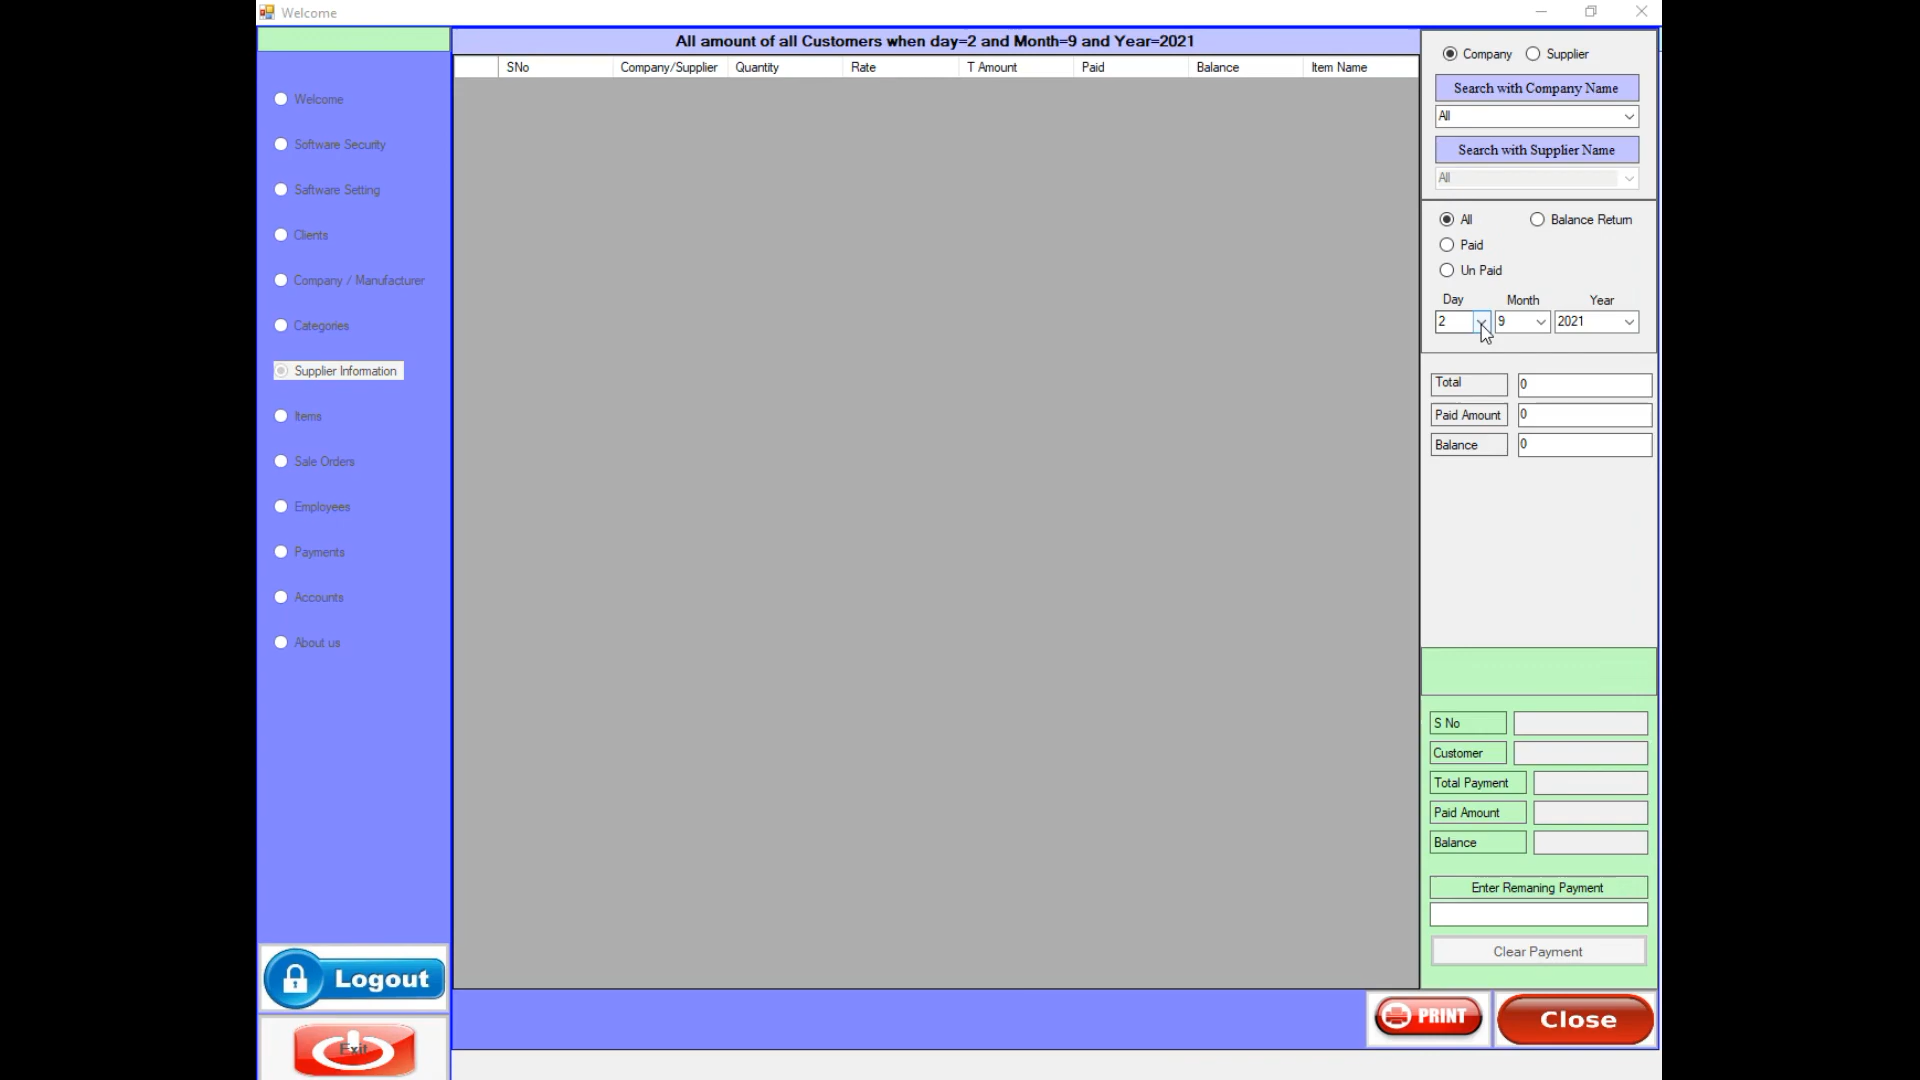 Welcome
All amount of all Customers when day=2 and Month=9 and Year=2021
SNo Company/Supplier Quantity Rate T Amount Paid Balance Item Name
Welcome
Software Security
Saftware Setting
Clients
Company / Manufacturer
Categories
Supplier Information
Items
Sale Orders
Employees
Payments
Accounts
About us
Logout
Exit
Company Supplier
Search with Company Name
All
Search with Supplier Name
All
All Balance Return
Paid
Un Paid
Day Month Year
2 9 2021
Total 0
Paid Amount 0
Balance 0
S No
Customer
Total Payment
Paid Amount
Balance
Enter Remaning Payment
Clear Payment
PRINT Close